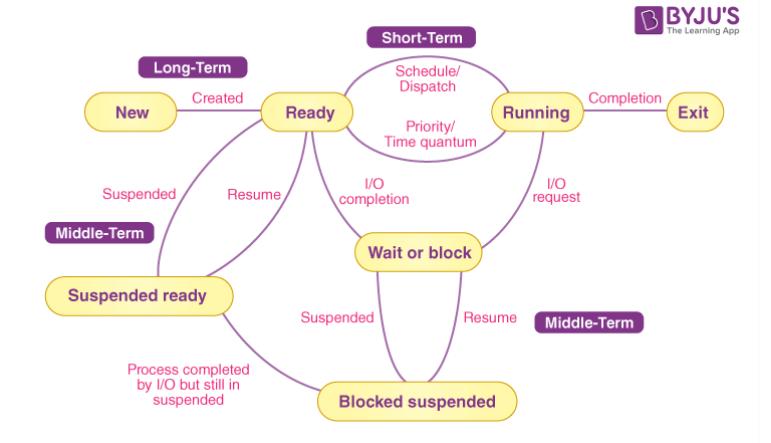 BYJU'S
The Learning App
Short-Term
Long-Term
Schedule/
Dispatch
Created
Completion
New
Ready
Running
Exit
Priority/
Time quantum
Suspended
Resume
I/O
completion
I/O
request
Middle-Term
Wait or block
Suspended ready
Suspended
Resume
Middle-Term
Process completed
by I/O but still in
suspended
Blocked suspended